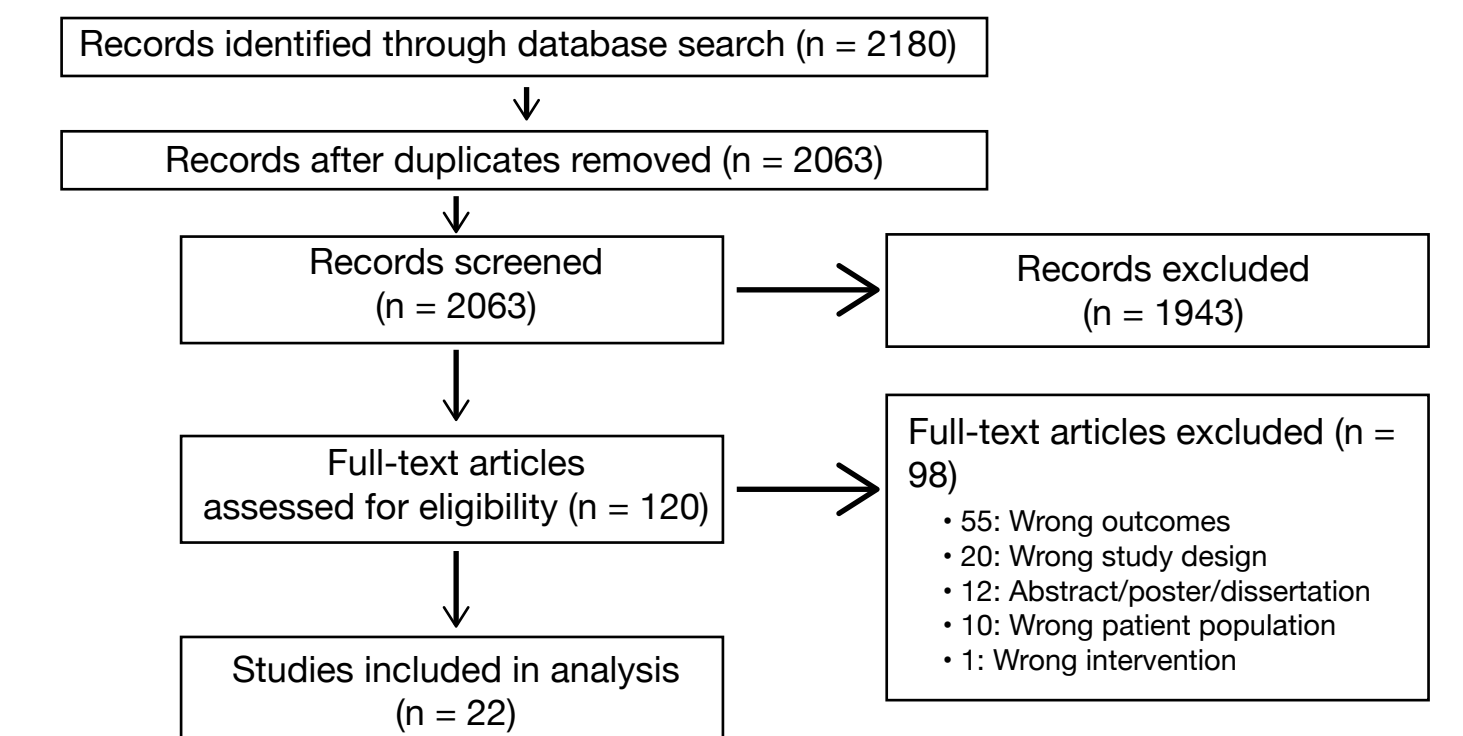 Records identified through database search (n = 2180)
Records after duplicates removed (n = 2063)
Records screened
(n = 2063)
Records excluded
(n = 1943)
Full-text articles
assessed for eligibility (n = 120)
Full-text articles excluded (n =
98)
• 55: Wrong outcomes
• 20: Wrong study design
• 12: Abstract/poster/dissertation
• 10: Wrong patient population
• 1: Wrong intervention
Studies included in analysis
(n = 22)